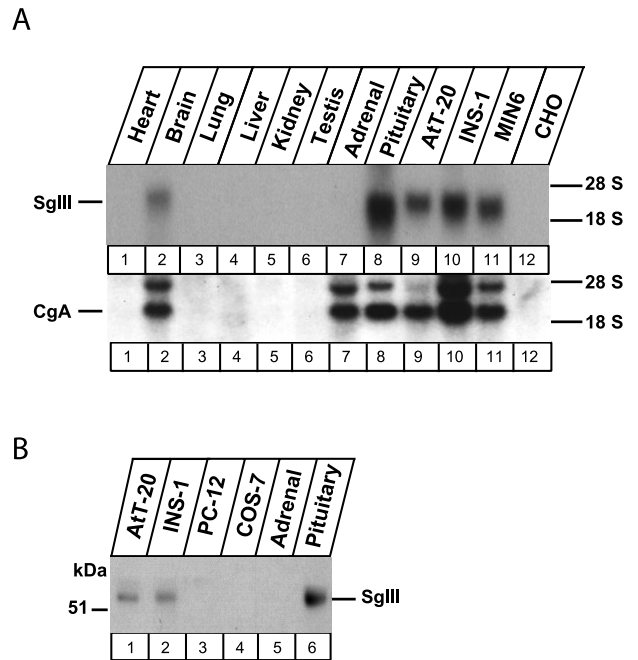 A
Heart Brain Lung Liver Kidney Testis Adrenal Pituitary AtT-20 INS-1 MIN6 CHO
SgIII
28 S
18 S
1 2 3 4 5 6 7 8 9 10 11 12
CgA
28 S
18 S
1 2 3 4 5 6 7 8 9 10 11 12
B
AtT-20 INS-1 PC-12 COS-7 Adrenal Pituitary
kDa
51
SgIII
1 2 3 4 5 6